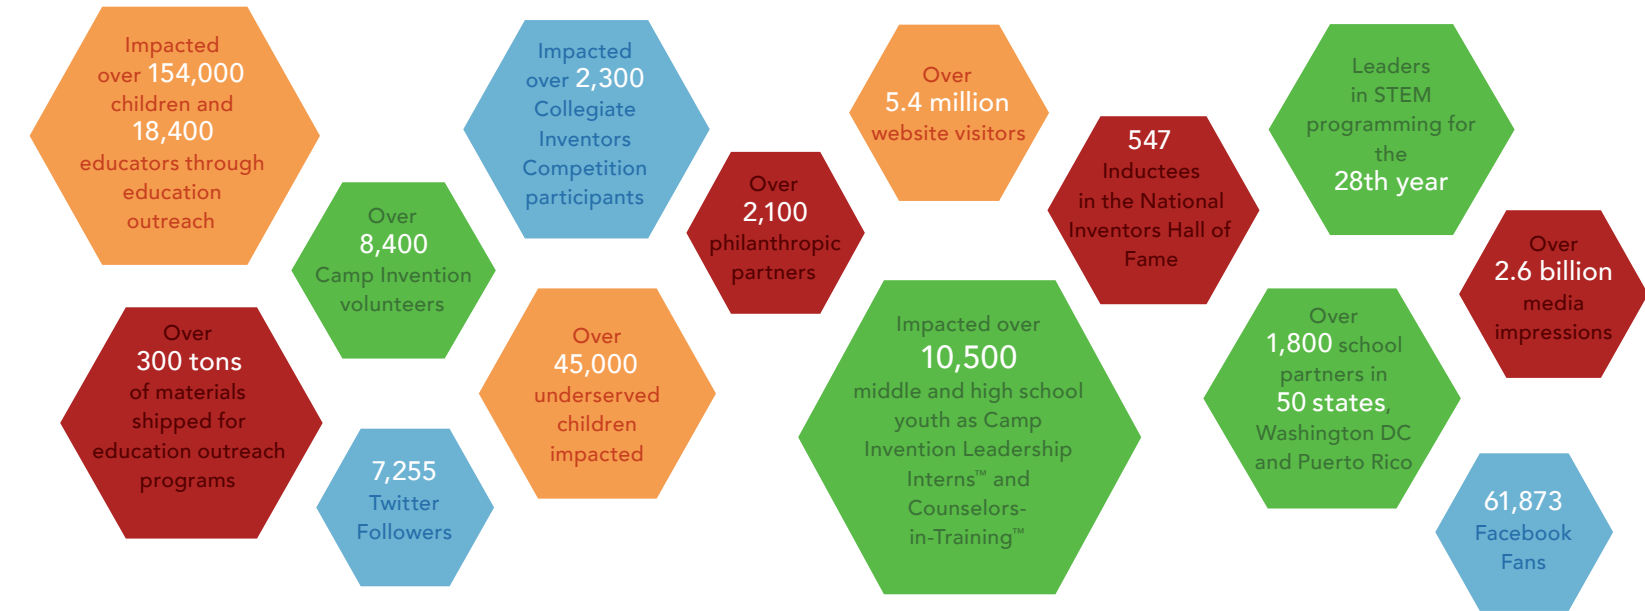 Impacted
over 154,000
children and
18,400
educators through
education
outreach
Impacted
over 2,300
Collegiate
Inventors
Competition
participants
Over
5.4 million
website visitors
Leaders
in STEM
programming for
the
28th year
547
Inductees
in the National
Inventors Hall of
Fame
Over
2,100
philanthropic
partners
Over
8,400
Camp Invention
volunteers
Over
2.6 billion
media
impressions
Over
300 tons
of materials
shipped for
education outreach
programs
Over
45,000
underserved
children
impacted
Impacted over
10,500
middle and high school
youth as Camp
Invention Leadership
Interns™ and
Counselors-
in-Training™
Over
1,800 school
partners in
50 states,
Washington DC
and Puerto Rico
7,255
Twitter
Followers
61,873
Facebook
Fans